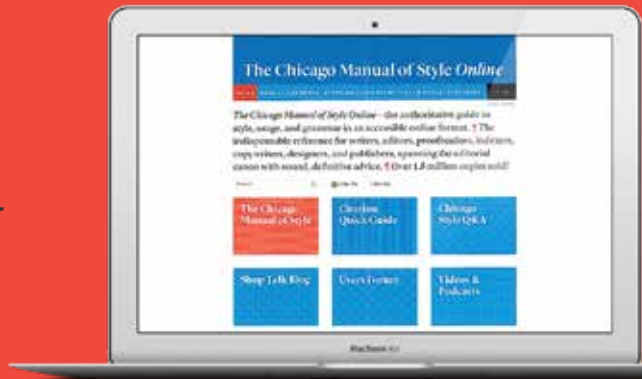 The Chicago Manual of Style Online
The Chicago Manual of Style Online is the authoritative guide to
style, usage, and grammar in an accessible online format. ¶ The
indispensable reference for writers, editors, proofreaders, indexers,
copywriters, designers, and publishers, spanning the editorial
canon with sound, definitive advice. ¶ Over 1.5 million copies sold!
The Chicago
Manual of Style
Citation
Quick Guide
Chicago
Style Q&A
Shop Talk Blog
Users Forum
Videos &
Podcasts
MacBook Air